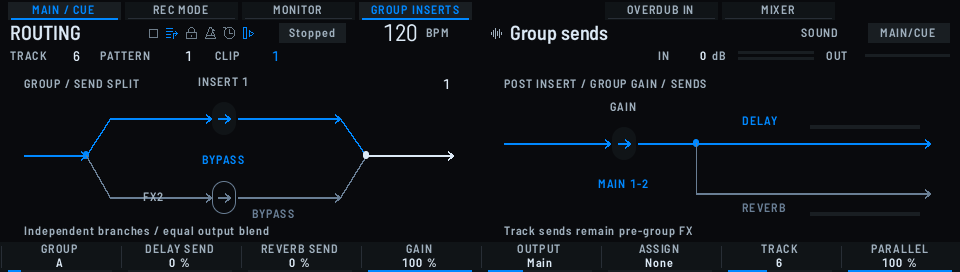 MAIN / CUE REC MODE MONITOR GROUP INSERTS OVERDUB IN MIXER
ROUTING Stopped 120 BPM Group sends SOUND MAIN/CUE
TRACK 6 PATTERN 1 CLIP 1 IN 0 dB OUT
GROUP / SEND SPLIT INSERT 1 1 POST INSERT / GROUP GAIN / SENDS
GAIN
DELAY
BYPASS
MAIN 1-2
FX2
BYPASS REVERB
Independent branches / equal output blend Track sends remain pre-group FX
GROUP DELAY SEND REVERB SEND GAIN OUTPUT ASSIGN TRACK PARALLEL
A 0 % 0 % 100 % Main None 6 100 %